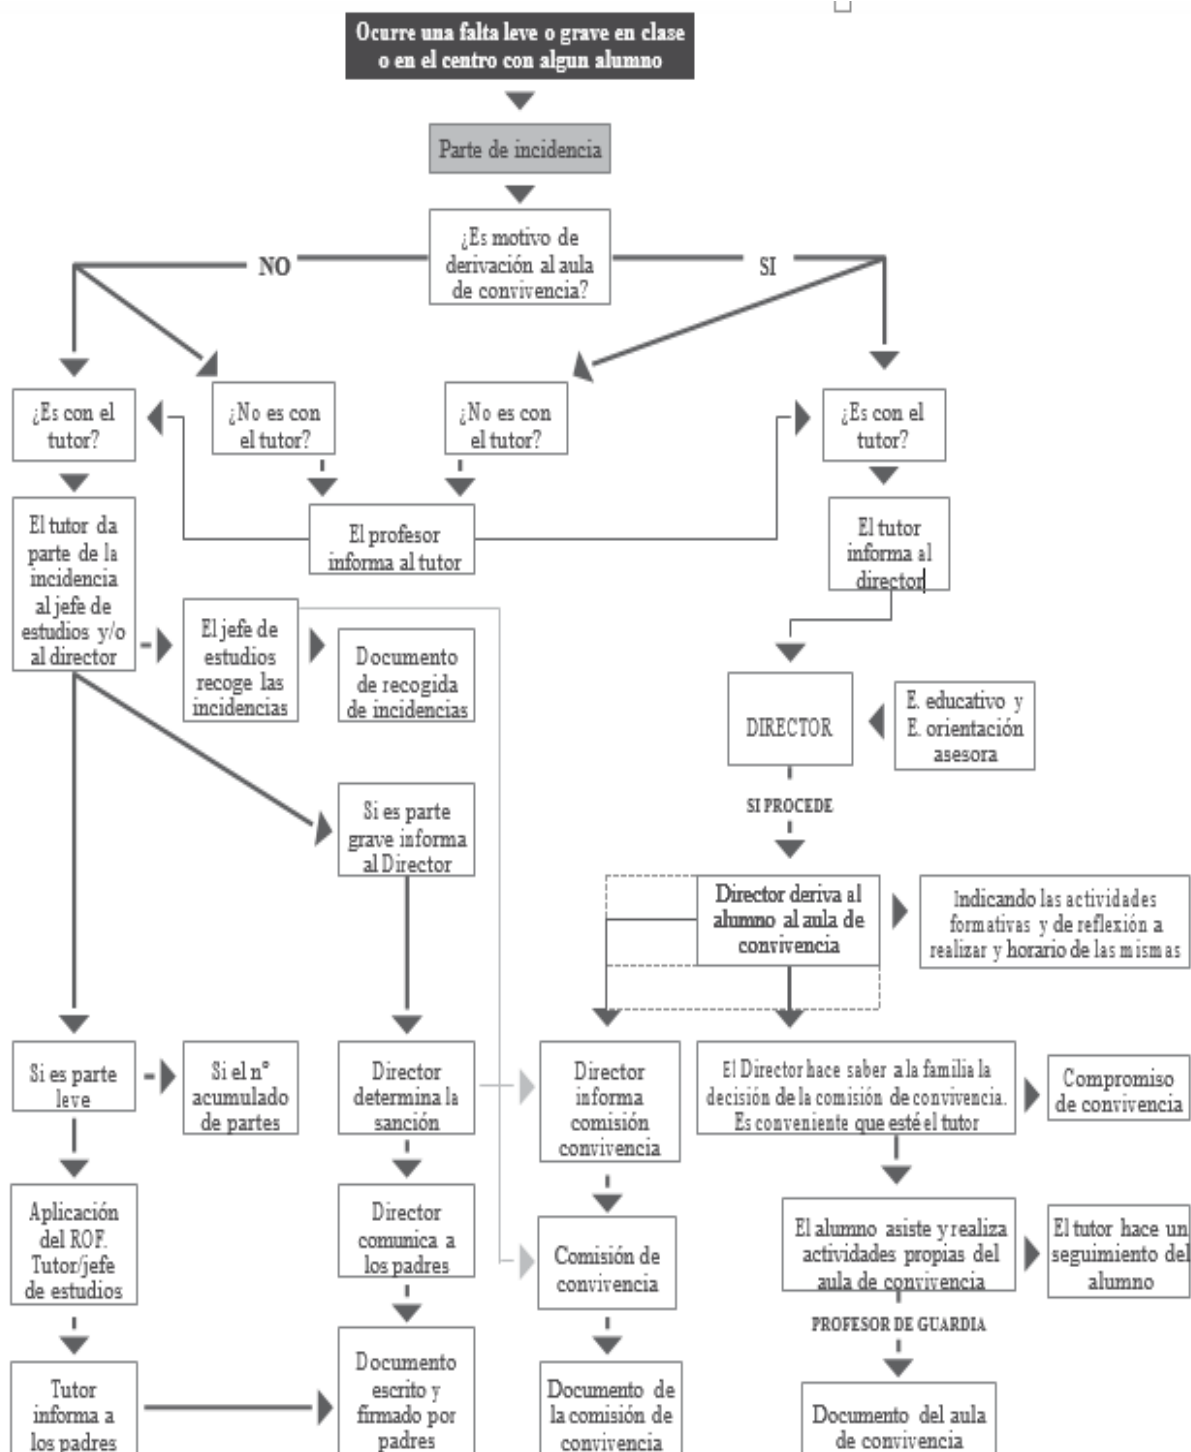 Ocurre una falta leve o grave en clase
o en el centro con algun alumno
Parte de incidencia
¿Es motivo de
derivación al aula
de convivencia?
NO
SI
¿Es con el
tutor?
¿No es con
el tutor?
¿No es con
el tutor?
¿Es con el
tutor?
El tutor da
parte de la
incidencia
al jefe de
estudios y/o
al director
El profesor
informa al tutor
El tutor
informa al
director
El jefe de
estudios
recoge las
incidencias
Documento
de recogida
de incidencias
DIRECTOR
E. educativo y
E. orientación
asesora
SI PROCEDE
Si es parte
grave informa
al Director
Director deriva al
alumno al aula de
convivencia
Indicando las actividades
formativas y de reflexión a
realizar y horario de las mismas
Si es parte
leve
Si el nº
acumulado
de partes
Director
determina la
sanción
Director
informa
comisión
convivencia
El Director hace saber a la familia la
decisión de la comisión de convivencia.
Es conveniente que esté el tutor
Compromiso
de convivencia
Aplicación
del ROF.
Tutor/jefe
de estudios
Director
comunica a
los padres
Comisión de
convivencia
El alumno asiste y realiza
actividades propias del
aula de convivencia
El tutor hace un
seguimiento del
alumno
PROFESOR DE GUARDIA
Tutor
informa a
los padres
Documento
escrito y
firmado por
padres
Documento de
la comisión de
convivencia
Documento del aula
de convivencia